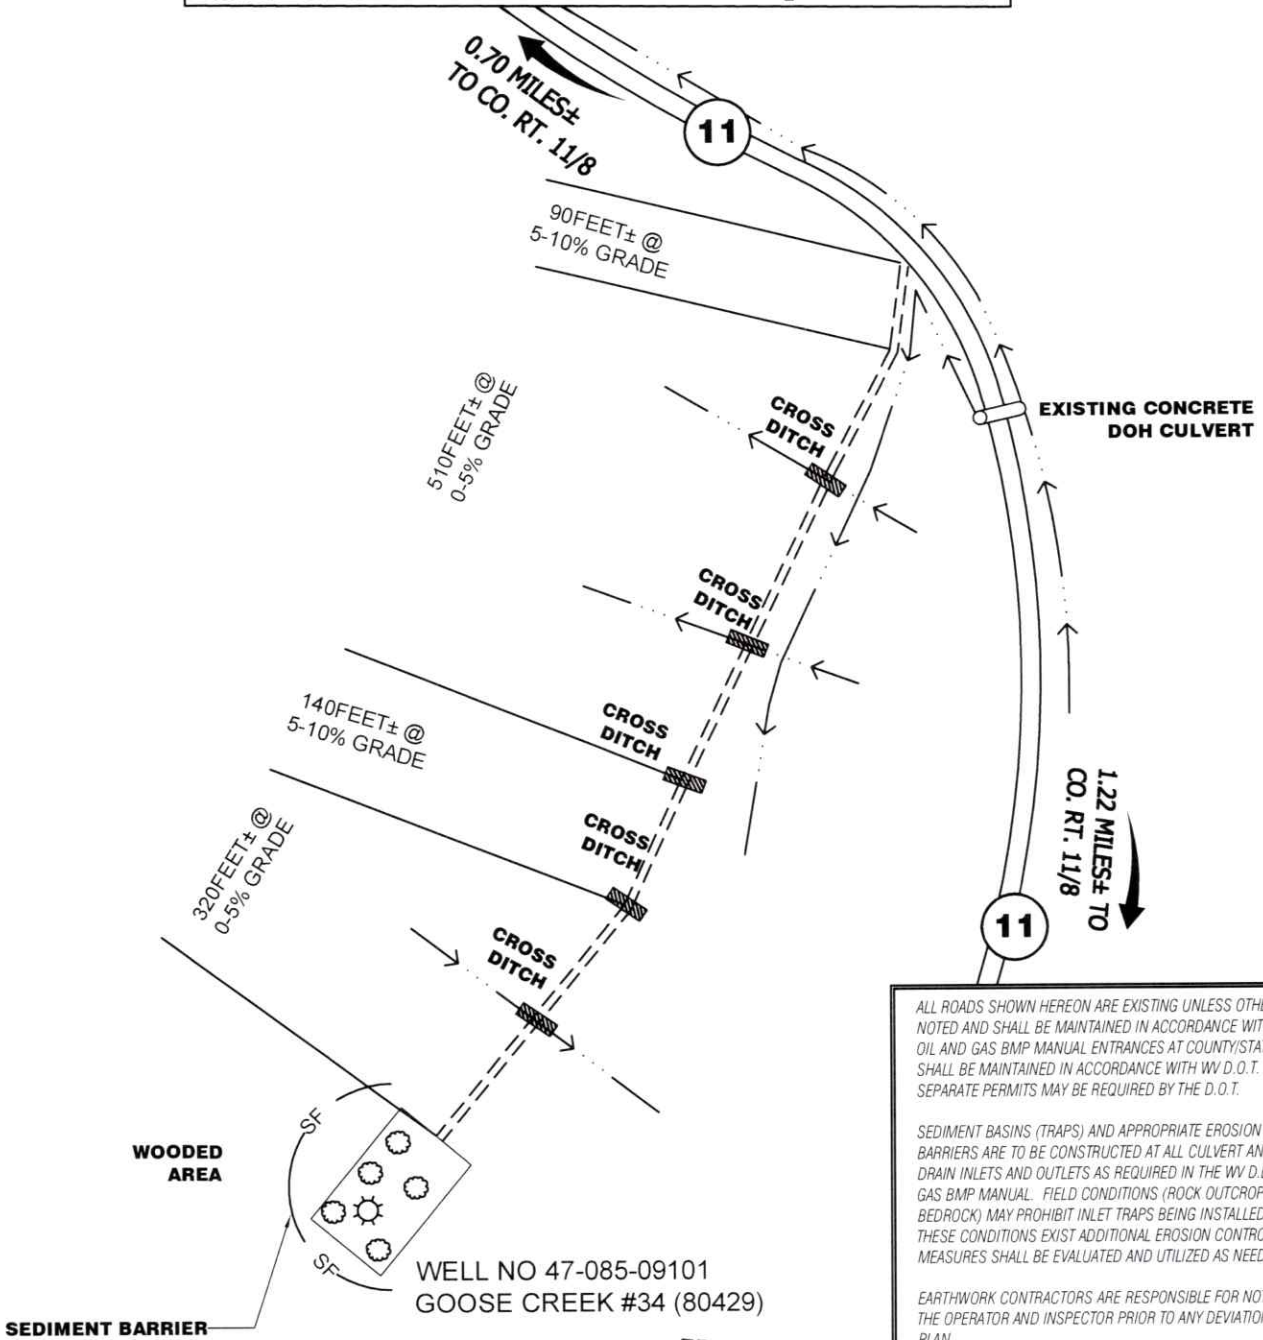 0.70 MILES±
TO CO. RT. 11/8
11
90FEET± @
5-10% GRADE
510FEET± @
0-5% GRADE
CROSS
DITCH
EXISTING CONCRETE
DOH CULVERT
CROSS
DITCH
140FEET± @
5-10% GRADE
CROSS
DITCH
1.22 MILES± TO
CO. RT. 11/8
320FEET± @
0-5% GRADE
CROSS
DITCH
11
CROSS
DITCH
ALL ROADS SHOWN HEREON ARE EXISTING UNLESS
NOTED AND SHALL BE MAINTAINED IN ACCORDANCE
OIL AND GAS BMP MANUAL ENTRANCES AT
SHALL BE MAINTAINED IN ACCORDANCE WITH WV D.O.T.
SEPARATE PERMITS MAY BE REQUIRED BY THE D.O.T.
SEDIMENT BASINS (TRAPS) AND APPROPRIATE EROSION
BARRIERS ARE TO BE CONSTRUCTED AT ALL CULVERT
DRAIN INLETS AND OUTLETS AS REQUIRED IN THE WV
GAS BMP MANUAL. FIELD CONDITIONS (ROCK
BEDROCK) MAY PROHIBIT INLET TRAPS BEING INSTALLED
THESE CONDITIONS EXIST ADDITIONAL EROSION
MEASURES SHALL BE EVALUATED AND UTILIZED AS
EARTHWORK CONTRACTORS ARE RESPONSIBLE FOR
THE OPERATOR AND INSPECTOR PRIOR TO ANY
PLAN
SF
WOODED
AREA
SF
WELL NO 47-085-09101
GOOSE CREEK #34 (80429)
SEDIMENT BARRIER